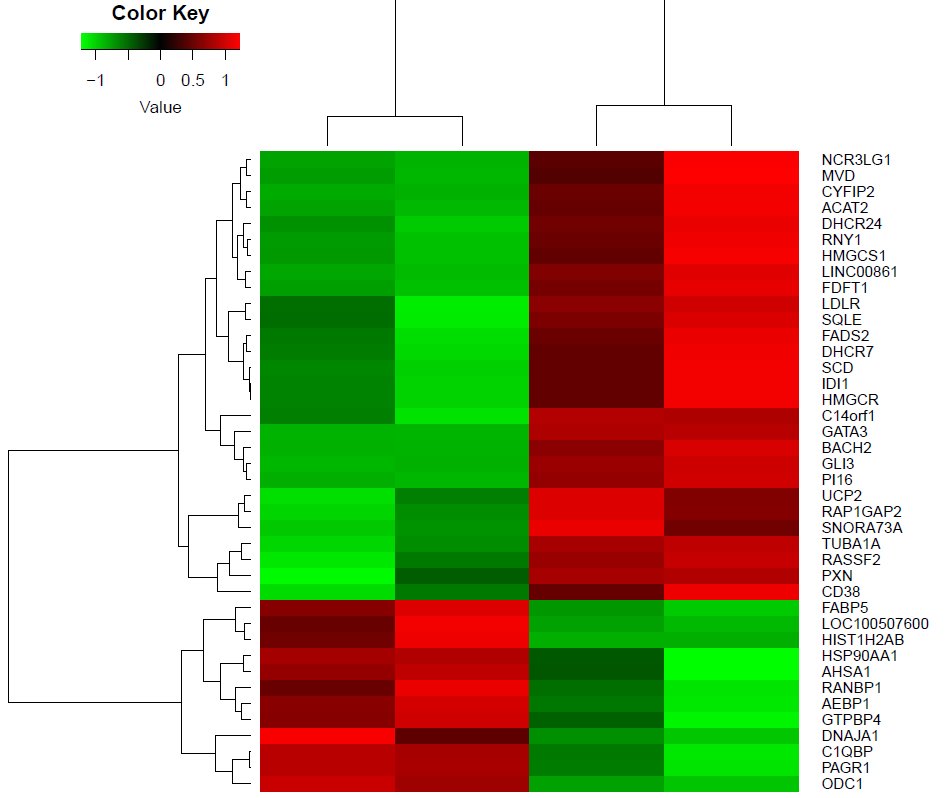 Color Key
−1 0 0.5 1
Value
NCR3LG1
MVD
CYFIP2
ACAT2
DHCR24
RNY1
HMGCS1
LINC00861
FDFT1
LDLR
SQLE
FADS2
DHCR7
SCD
IDI1
HMGCR
C14orf1
GATA3
BACH2
GLI3
PI16
UCP2
RAP1GAP2
SNORA73A
TUBA1A
RASSF2
PXN
CD38
FABP5
LOC100507600
HIST1H2AB
HSP90AA1
AHSA1
RANBP1
AEBP1
GTPBP4
DNAJA1
C1QBP
PAGR1
ODC1